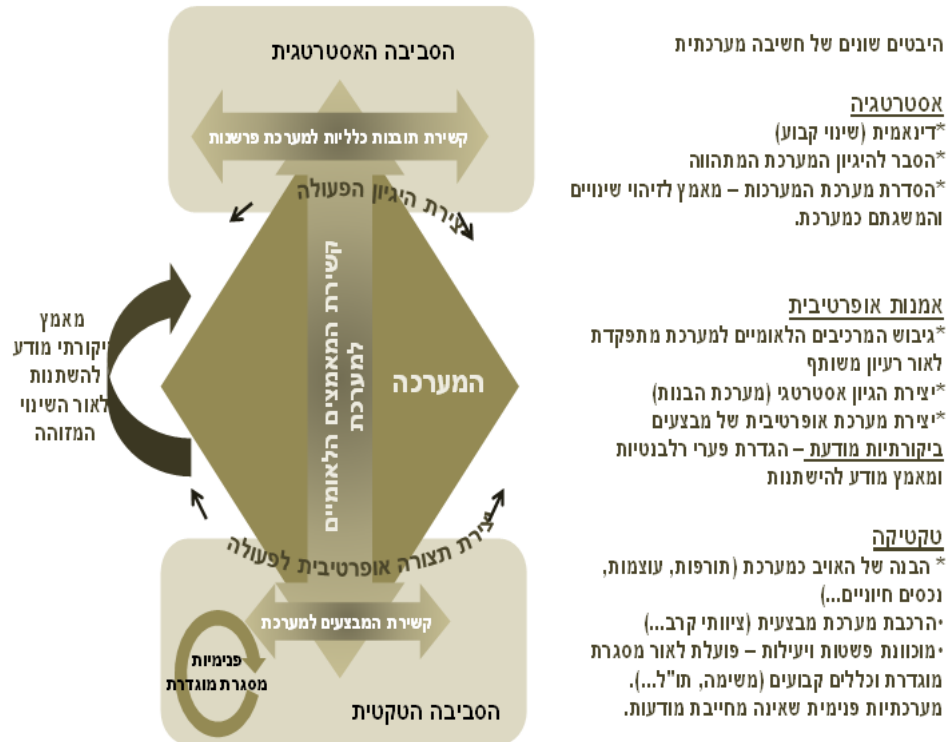 היבטים שונים של חשיבה מערכתית
אסטרטגיה
*דינאמית (שינוי קבוע)
*הסבר להיגיון המערכת המתהווה
*הסדרת מערכת המערכות – מאמץ לזיהוי שינויים
והמשגתם כמערכת.
אמנות אופרטיבית
*גיבוש המרכיבים הלאומיים למערכת מתפקדת
לאור רעיון משותף
*יצירת הגיון אסטרטגי (מערכת הבנות)
*יצירת מערכת אופרטיבית של מבצעים
ביקורתיות מודעת – הגדרת פערי רלבנטיות
ומאמץ מודע להישתנות
טקטיקה
* הבנה של האויב כמערכת (תורפות, עוצמות,
נכסים חיוניים...)
•הרכבת מערכת מבצעית (ציוותי קרב...)
•מוכוונת פשטות ויעילות – פועלת לאור מסגרת
מוגדרת וכללים קבועים (משימה, תו"ל...).
מערכתיות פנימית שאינה מחייבת מודעות.
הסביבה האסטרטגית
קשירת תובנות כלליות למערכת פרשנות
יצירת היגיון הפעולה
קשירת המאמצים הלאומיים
למערכת
המערכה
מאמץ
יקורתי מודע
להשתנות
לאור השינוי
המזוהה
יצירת תצורה אופרטיבית לפעולה
קשירת המבצעים למערכת
פנימיות
מסגרת מוגדרת
הסביבה הטקטית